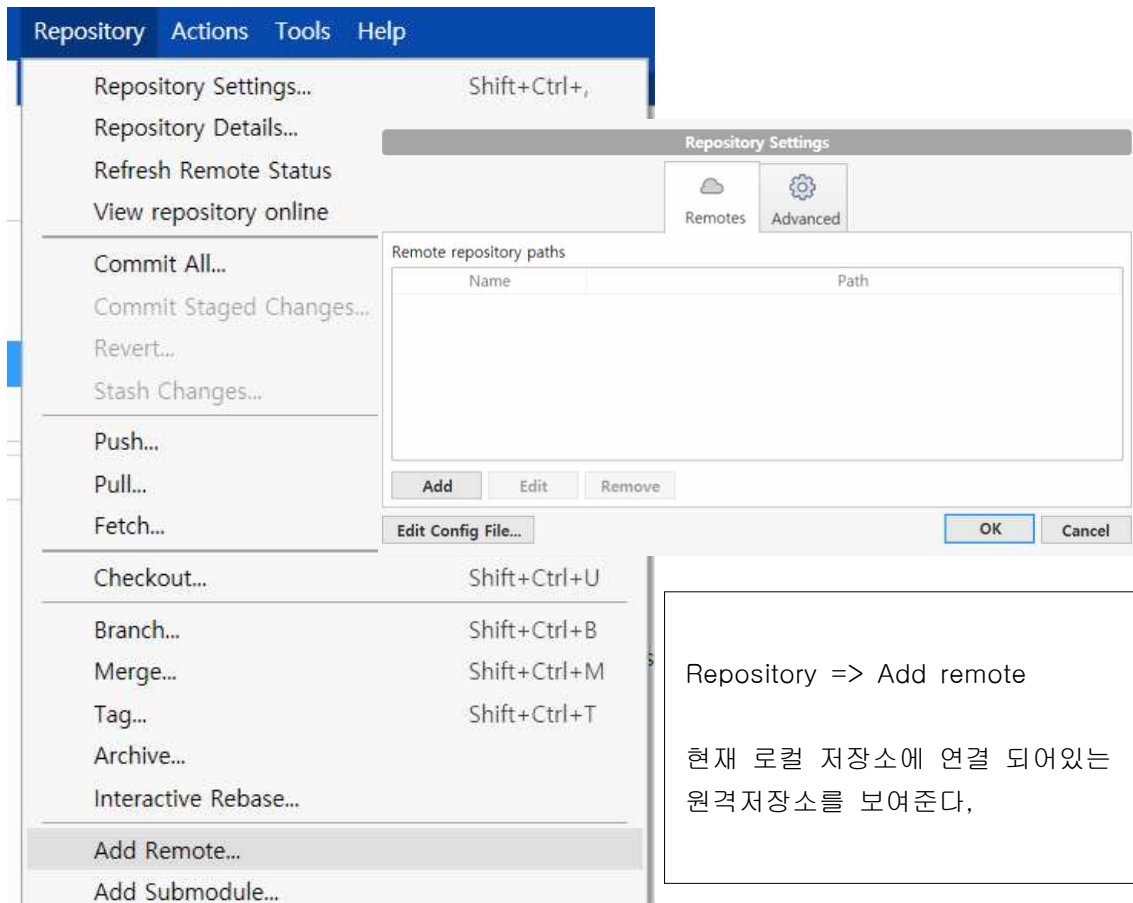 Repository Actions Tools Help
Repository Settings... Shift+Ctrl+,
Repository Details...
Refresh Remote Status
View repository online
Commit All...
Commit Staged Changes...
Revert...
Stash Changes...
Push...
Pull...
Fetch...
Checkout... Shift+Ctrl+U
Branch... Shift+Ctrl+B
Merge... Shift+Ctrl+M
Tag... Shift+Ctrl+T
Archive...
Interactive Rebase...
Add Remote...
Add Submodule...
Repository Settings
Remotes Advanced
Remote repository paths
Name Path
Add Edit Remove
Edit Config File... OK Cancel
Repository => Add remote
현재 로컬 저장소에 연결 되어있는
원격저장소를 보여준다,